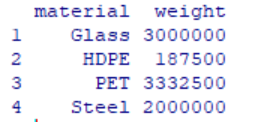 material weight
1 Glass 3000000
2 HDPE 187500
3 PET 3332500
4 Steel 2000000